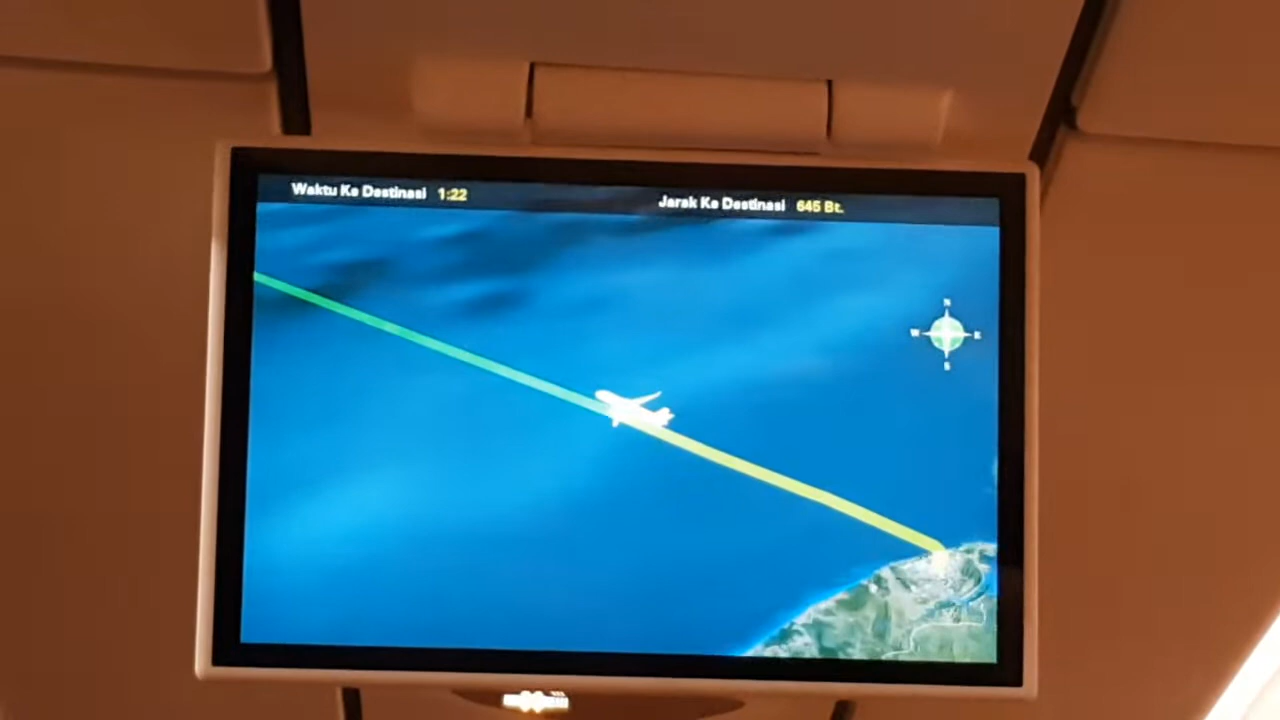 Waktu Ke Destinasi 1:22
Jarak Ke Destinasi 645 Bt.
N
W E
S